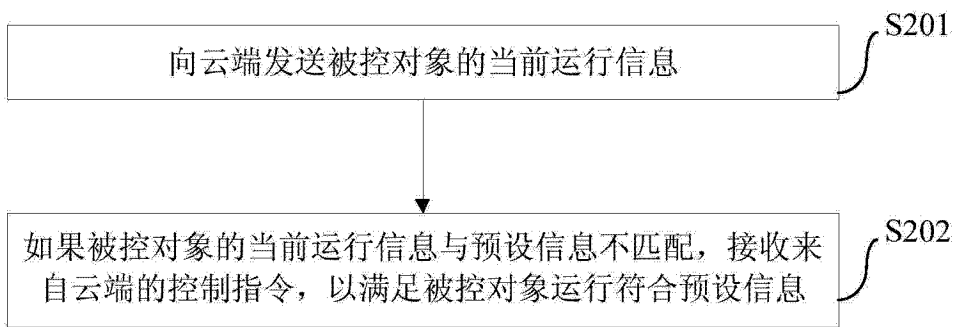 S201
向云端发送被控对象的当前运行信息
S202
如果被控对象的当前运行信息与预设信息不匹配，接收来
自云端的控制指令，以满足被控对象运行符合预设信息